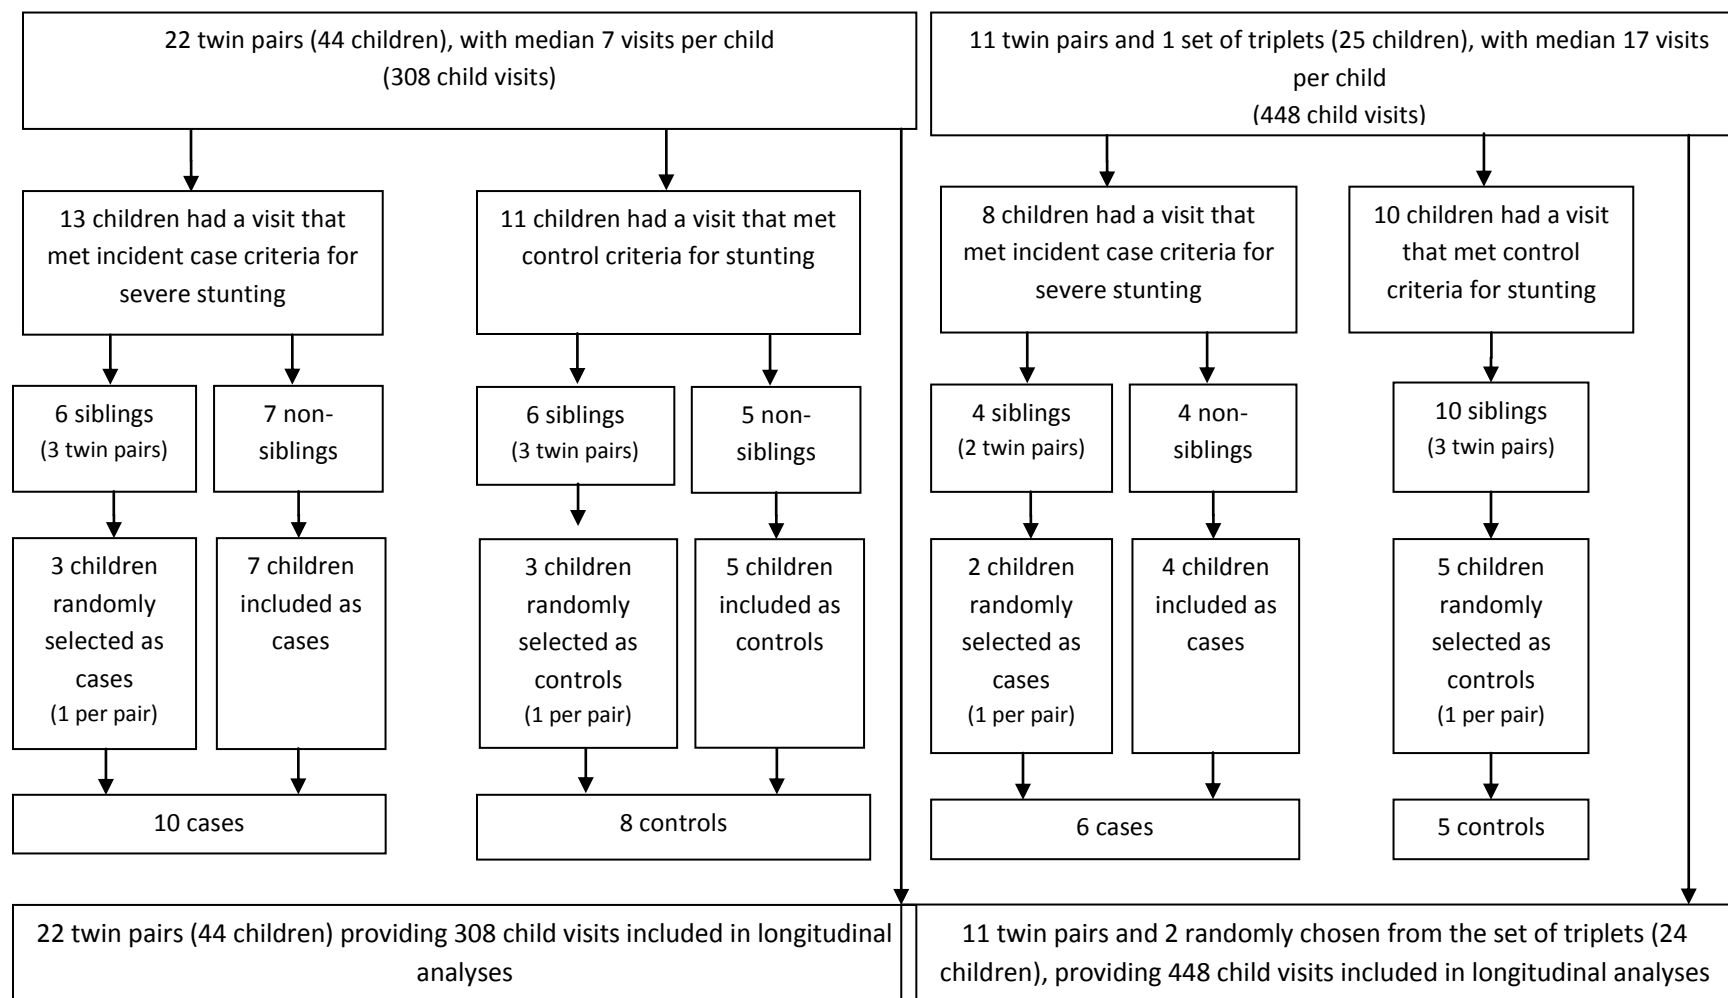 22 twin pairs (44 children), with median 7 visits per child
(308 child visits)
11 twin pairs and 1 set of triplets (25 children), with median 17 visits
per child
(448 child visits)
13 children had a visit that
met incident case criteria for
severe stunting
11 children had a visit that met
control criteria for stunting
8 children had a visit that
met incident case criteria for
severe stunting
10 children had a visit
that met control
criteria for stunting
6 siblings
(3 twin pairs)
7 non-
siblings
6 siblings
(3 twin pairs)
5 non-
siblings
4 siblings
(2 twin pairs)
4 non-
siblings
10 siblings
(3 twin pairs)
3 children
randomly
selected as
cases
(1 per pair)
7 children
included as
cases
3 children
randomly
selected as
controls
(1 per pair)
5 children
included as
controls
2 children
randomly
selected as
cases
(1 per pair)
4 children
included as
cases
5 children
randomly
selected as
controls
(1 per pair)
10 cases
8 controls
6 cases
5 controls
22 twin pairs (44 children) providing 308 child visits included in longitudinal
analyses
11 twin pairs and 2 randomly chosen from the set of triplets (24
children), providing 448 child visits included in longitudinal analyses